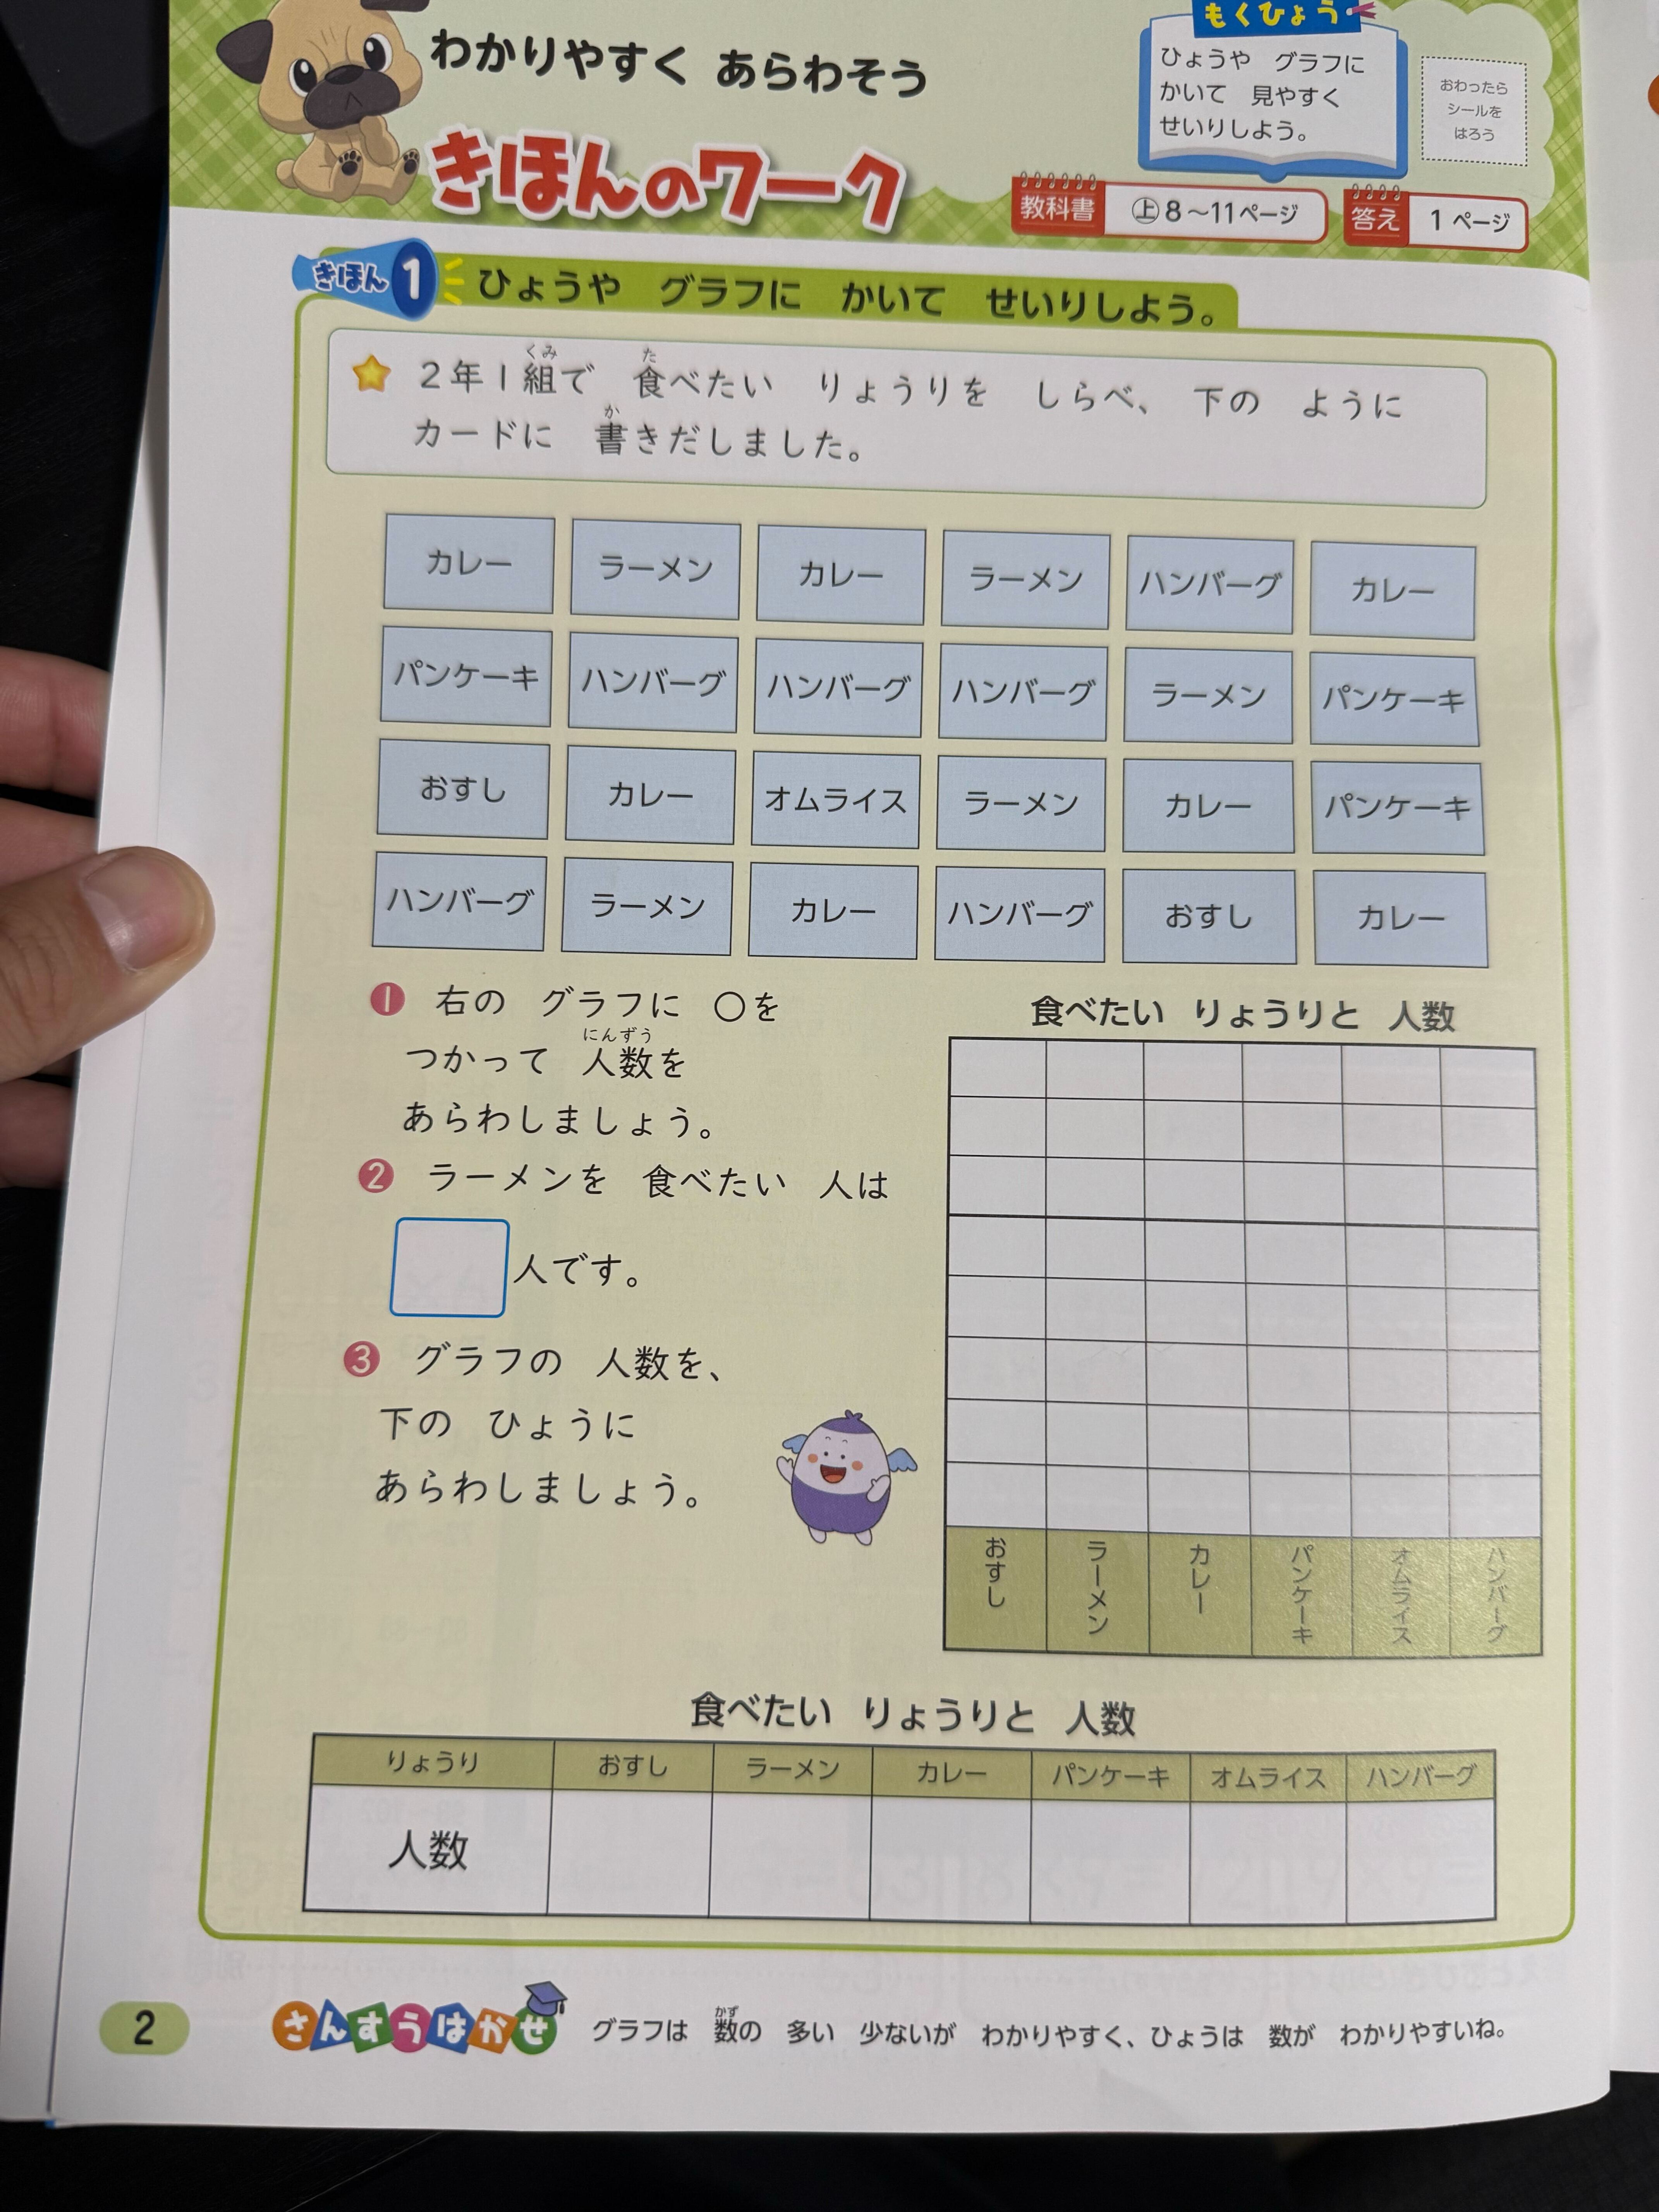 わかりやすく あらわそう
きほんのワーク
もくひょう
ひょうや グラフに
かいて 見やすく
せいりしよう。
おわったら
シールを
はろう
教科書 ㊤8〜11ページ
答え 1ページ
きほん1 ひょうや グラフに かいて せいりしよう。
2年1組で 食べたい りょうりを しらべ、 下の ように
くみ た
カードに 書きだしました。
か
カレー ラーメン カレー ラーメン ハンバーグ カレー
パンケーキ ハンバーグ ハンバーグ ハンバーグ ラーメン パンケーキ
おすし カレー オムライス ラーメン カレー パンケーキ
ハンバーグ ラーメン カレー ハンバーグ おすし カレー
❶ 右の グラフに ○を
つかって 人数を
にんずう
あらわしましょう。
❷ ラーメンを 食べたい 人は
人です。
❸ グラフの 人数を、
下の ひょうに
あらわしましょう。
食べたい りょうりと 人数
おすし ラーメン カレー パンケーキ オムライス ハンバーグ
食べたい りょうりと 人数
りょうり おすし ラーメン カレー パンケーキ オムライス ハンバーグ
人数
2
さんすうはかせ
グラフは 数の 多い 少ないが わかりやすく、ひょうは 数が わかりやすいね。
かず